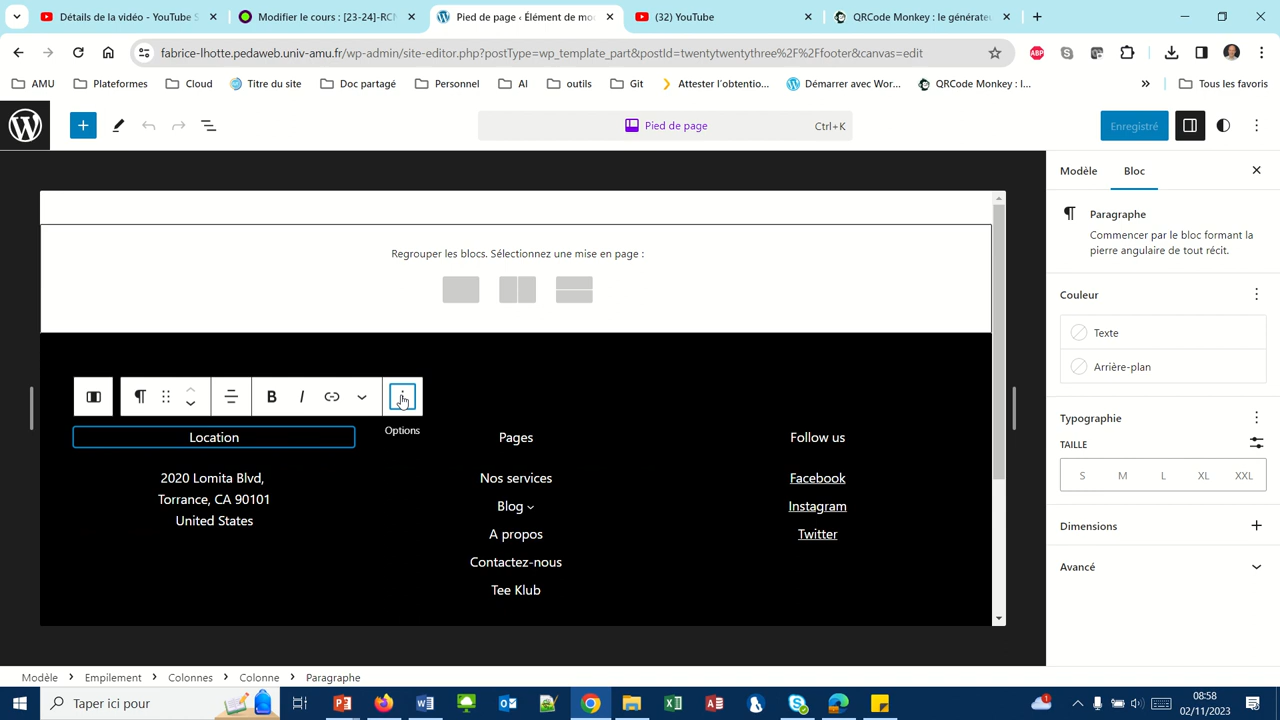 Détails de la vidéo - YouTube S
Modifier le cours : [23-24]-RCN
Pied de page ‹ Élément de mo
(32) YouTube
QRCode Monkey : le générateu
fabrice-lhotte.pedaweb.univ-amu.fr/wp-admin/site-editor.php?postType=wp_template_part&postId=twentytwentythree%2F%2Ffooter&canvas=edit
ABP
AMU
Plateformes
Cloud
Titre du site
Doc partagé
Personnel
AI
outils
Git
Attester l'obtentio...
Démarrer avec Wor...
QRCode Monkey : l...
»
Tous les favoris
Pied de page
Ctrl+K
Enregistré
Modèle
Bloc
Paragraphe
Commencer par le bloc formant la
pierre angulaire de tout récit.
Couleur
Texte
Arrière-plan
Typographie
TAILLE
S M L XL XXL
Dimensions
Avancé
Regrouper les blocs. Sélectionnez une mise en page :
B I
Options
Location
2020 Lomita Blvd,
Torrance, CA 90101
United States
Pages
Nos services
Blog
A propos
Contactez-nous
Tee Klub
Follow us
Facebook
Instagram
Twitter
Modèle > Empilement > Colonnes > Colonne > Paragraphe
Taper ici pour
08:58
02/11/2023